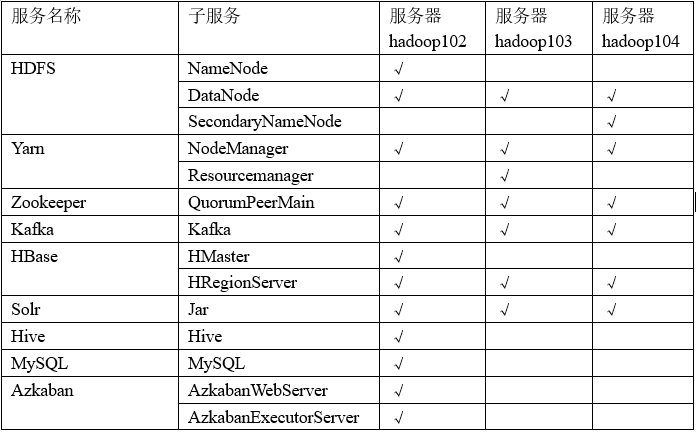 服务名称 子服务 服务器 服务器 服务器
hadoop102 hadoop103 hadoop104
HDFS NameNode √
DataNode √ √ √
SecondaryNameNode √
Yarn NodeManager √ √ √
Resourcemanager √
Zookeeper QuorumPeerMain √ √ √
Kafka Kafka √ √ √
HBase HMaster √
HRegionServer √ √ √
Solr Jar √ √ √
Hive Hive √
MySQL MySQL √
Azkaban AzkabanWebServer √
AzkabanExecutorServer √